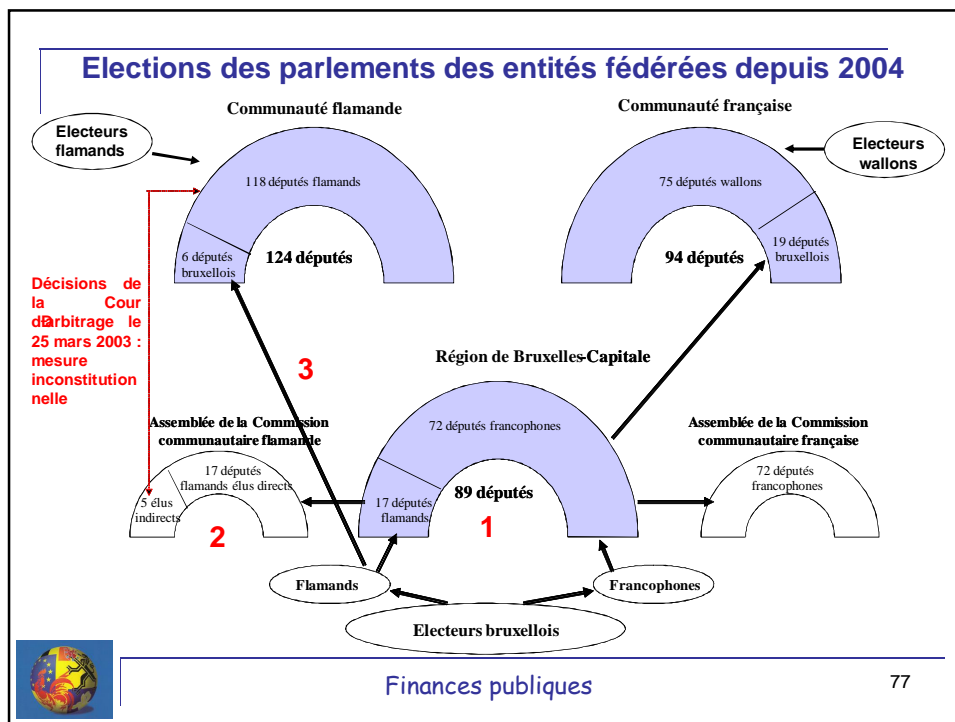 Elections des parlements des entités fédérées depuis 2004
Communauté flamande
Communauté française
Electeurs
flamands
Electeurs
wallons
118 députés flamands
75 députés wallons
6 députés
bruxellois
124 députés
94 députés
19 députés
bruxellois
Décisions de
la Cour
d'arbitrage le
25 mars 2003 :
mesure
inconstitution
nelle
3
Région de Bruxelles-Capitale
Assemblée de la Commission
communautaire flamande
72 députés francophones
Assemblée de la Commission
communautaire française
17 députés
flamands élus directs
5 élus
indirects
2
17 députés
flamands
89 députés
1
72 députés
francophones
Flamands
Francophones
Electeurs bruxellois
Finances publiques
77